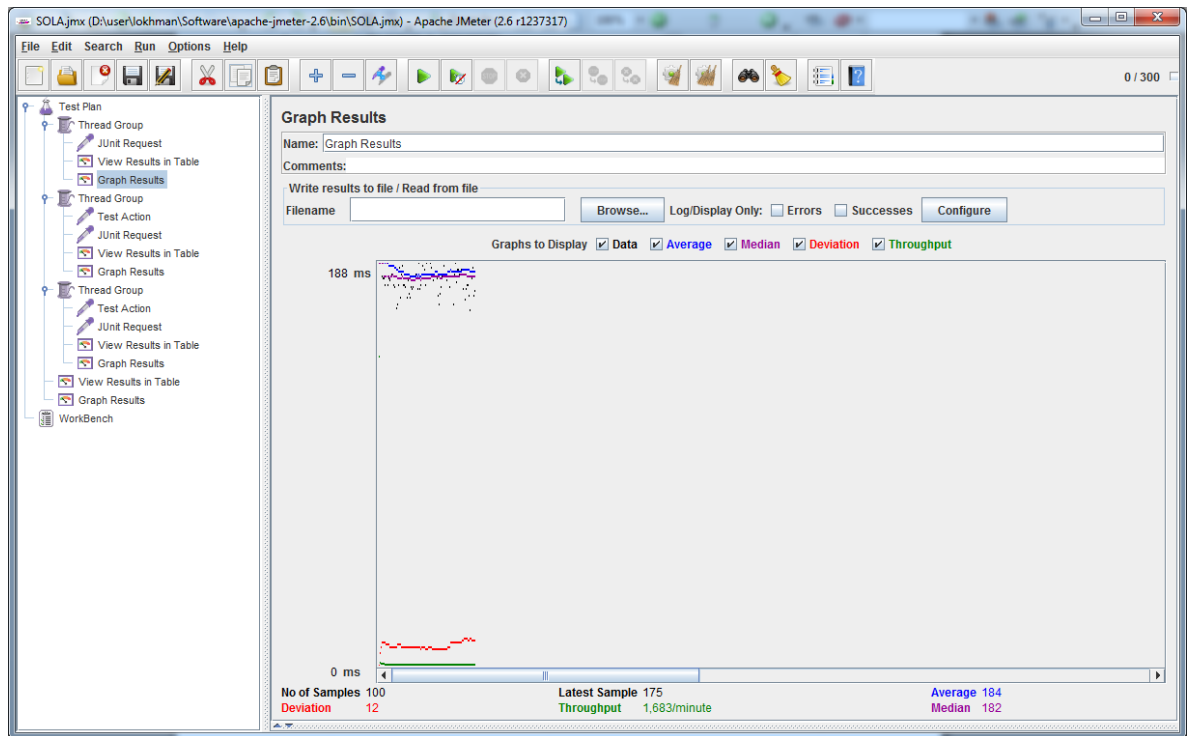 SOLA.jmx (D:\user\lokhman\Software\apache-jmeter-2.6\bin\SOLA.jmx) - Apache JMeter (2.6 r1237317)
File Edit Search Run Options Help
0 / 300
Test Plan
Thread Group
JUnit Request
View Results in Table
Graph Results
Thread Group
Test Action
JUnit Request
View Results in Table
Graph Results
Thread Group
Test Action
JUnit Request
View Results in Table
Graph Results
View Results in Table
Graph Results
WorkBench
Graph Results
Name: Graph Results
Comments:
Write results to file / Read from file
Filename Browse... Log/Display Only: Errors Successes Configure
Graphs to Display Data Average Median Deviation Throughput
188 ms
0 ms
No of Samples 100 Latest Sample 175 Average 184
Deviation 12 Throughput 1,683/minute Median 182